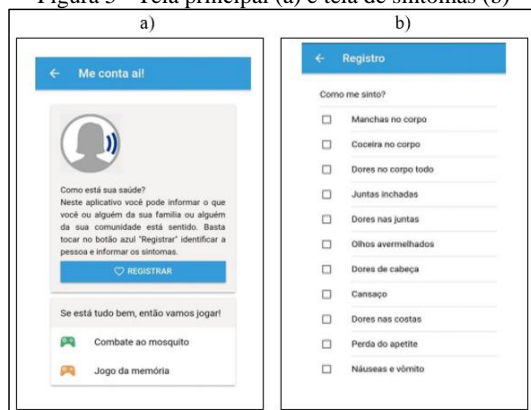 Figura 3 - Tela principal (a) e tela de sintomas (b)
a)
Me conta aí!
Como está sua saúde?
Neste aplicativo você pode informar o que
você ou alguém da sua família ou alguém
da sua comunidade está sentido. Basta
tocar no botão azul "Registrar" identificar a
pessoa e informar os sintomas.
REGISTRAR
Se está tudo bem, então vamos jogar!
Combate ao mosquito
Jogo da memória
b)
Registro
Como me sinto?
Manchas no corpo
Coceira no corpo
Dores no corpo todo
Juntas inchadas
Dores nas juntas
Olhos avermelhados
Dores de cabeça
Cansaço
Dores nas costas
Perda do apetite
Náuseas e vômito